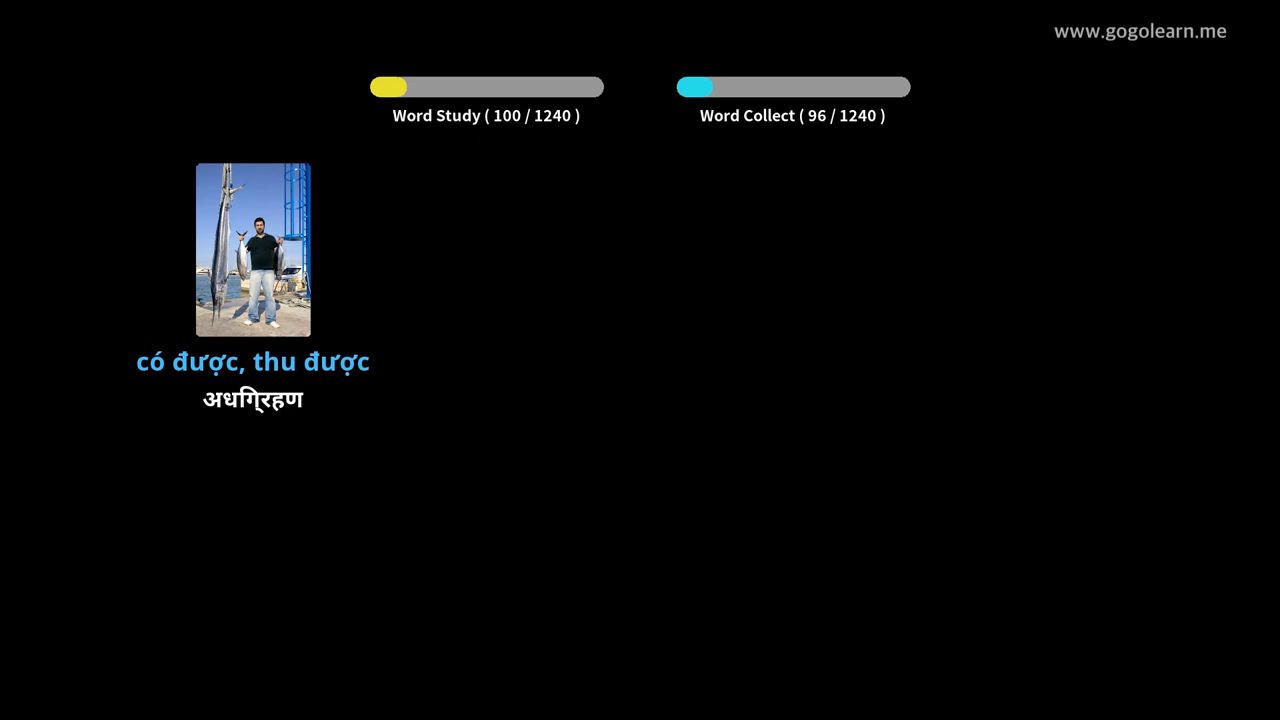 www.gogolearn.me
Word Study ( 100 / 1240 )
Word Collect ( 96 / 1240 )
có được, thu được
अधिग्रहण